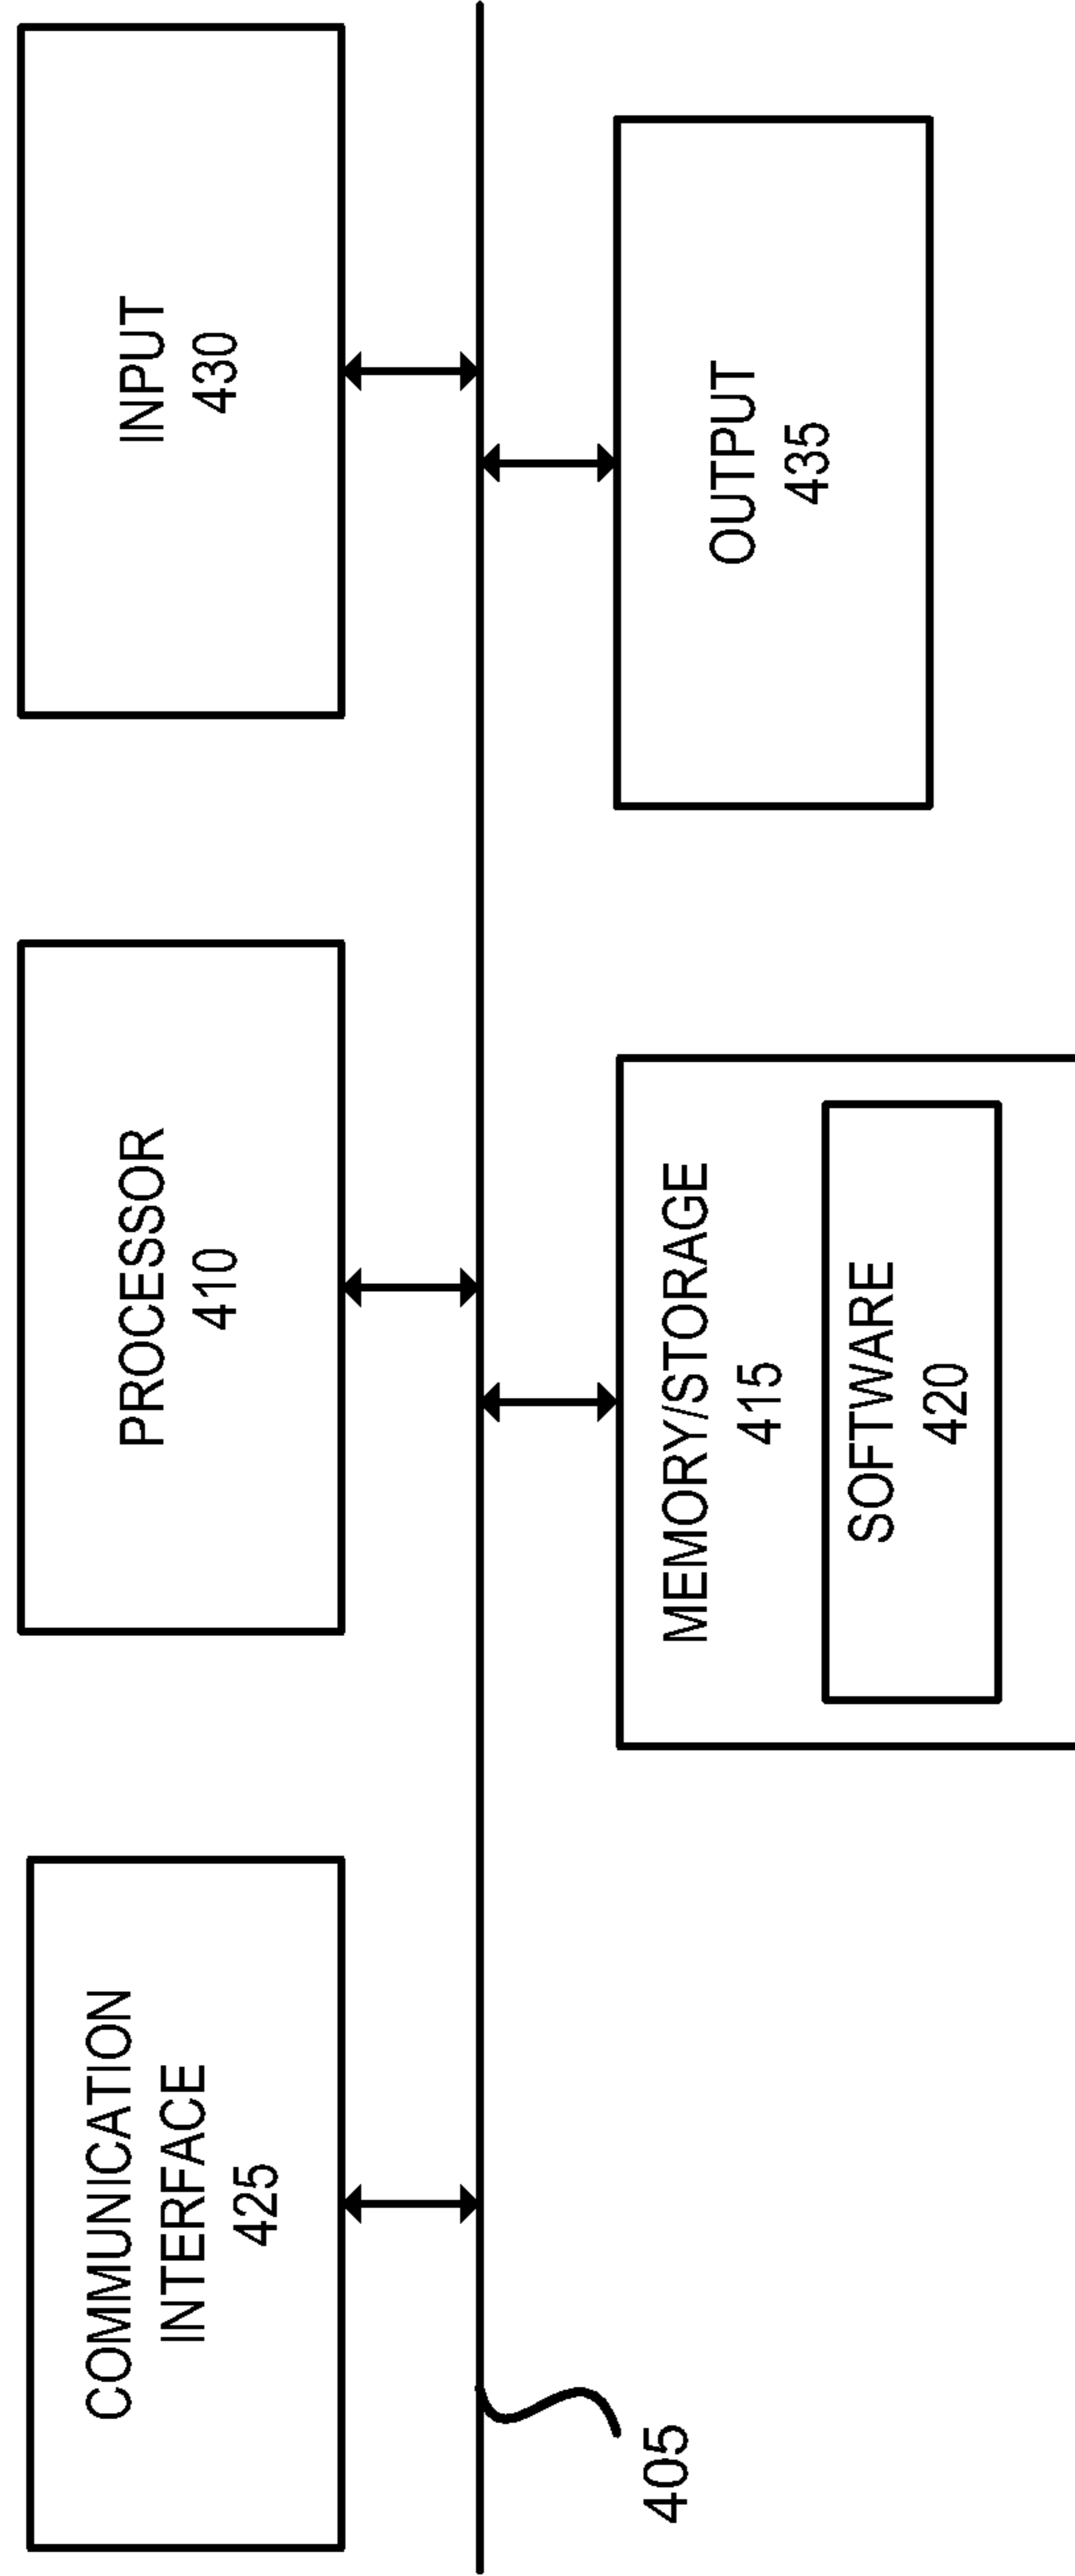 COMMUNICATION
INTERFACE
425
PROCESSOR
410
INPUT
430
405
MEMORY/STORAGE
415
SOFTWARE
420
OUTPUT
435